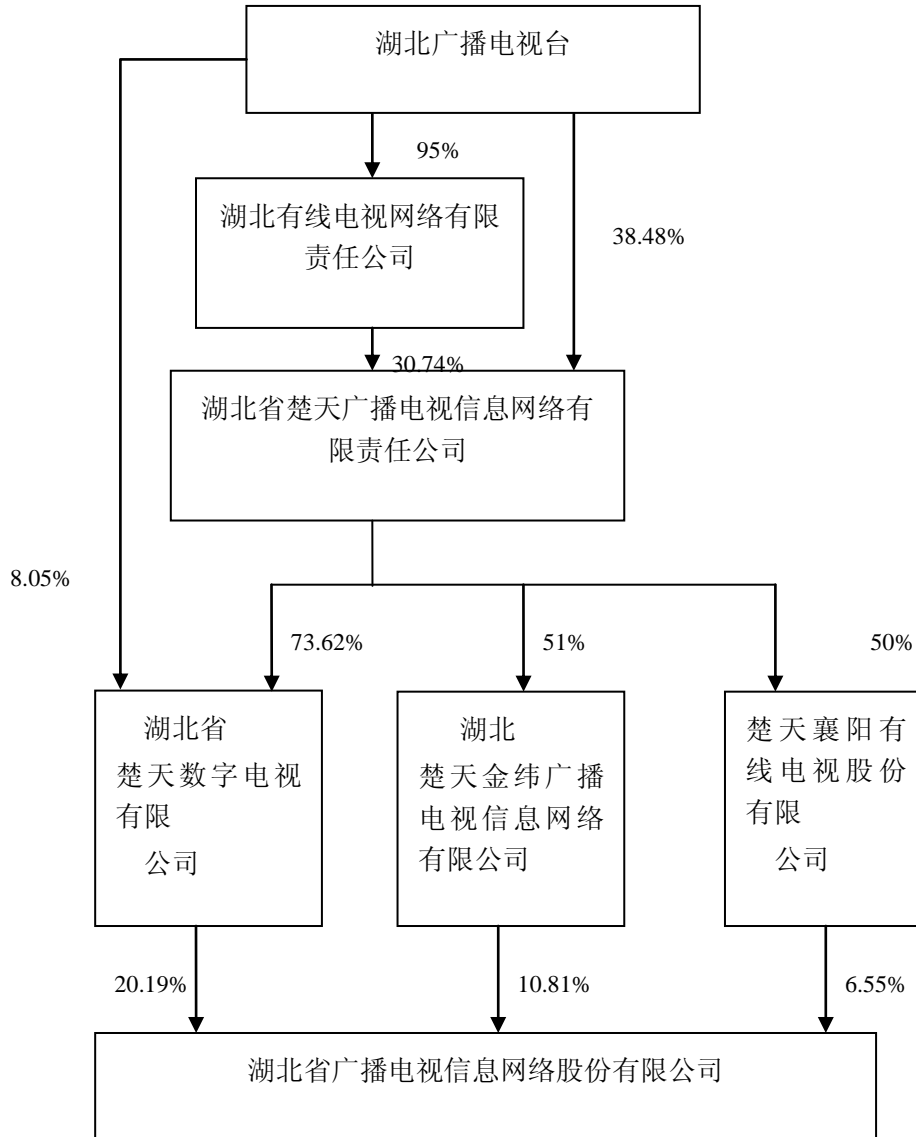 湖北广播电视台
95%
湖北有线电视网络有限
责任公司
38.48%
30.74%
湖北省楚天广播电视信息网络有
限责任公司
8.05%
73.62%
51%
50%
湖北省
楚天数字电视
有限
公司
湖北
楚天金纬广播
电视信息网络
有限公司
楚天襄阳有
线电视股份
有限
公司
20.19%
10.81%
6.55%
湖北省广播电视信息网络股份有限公司